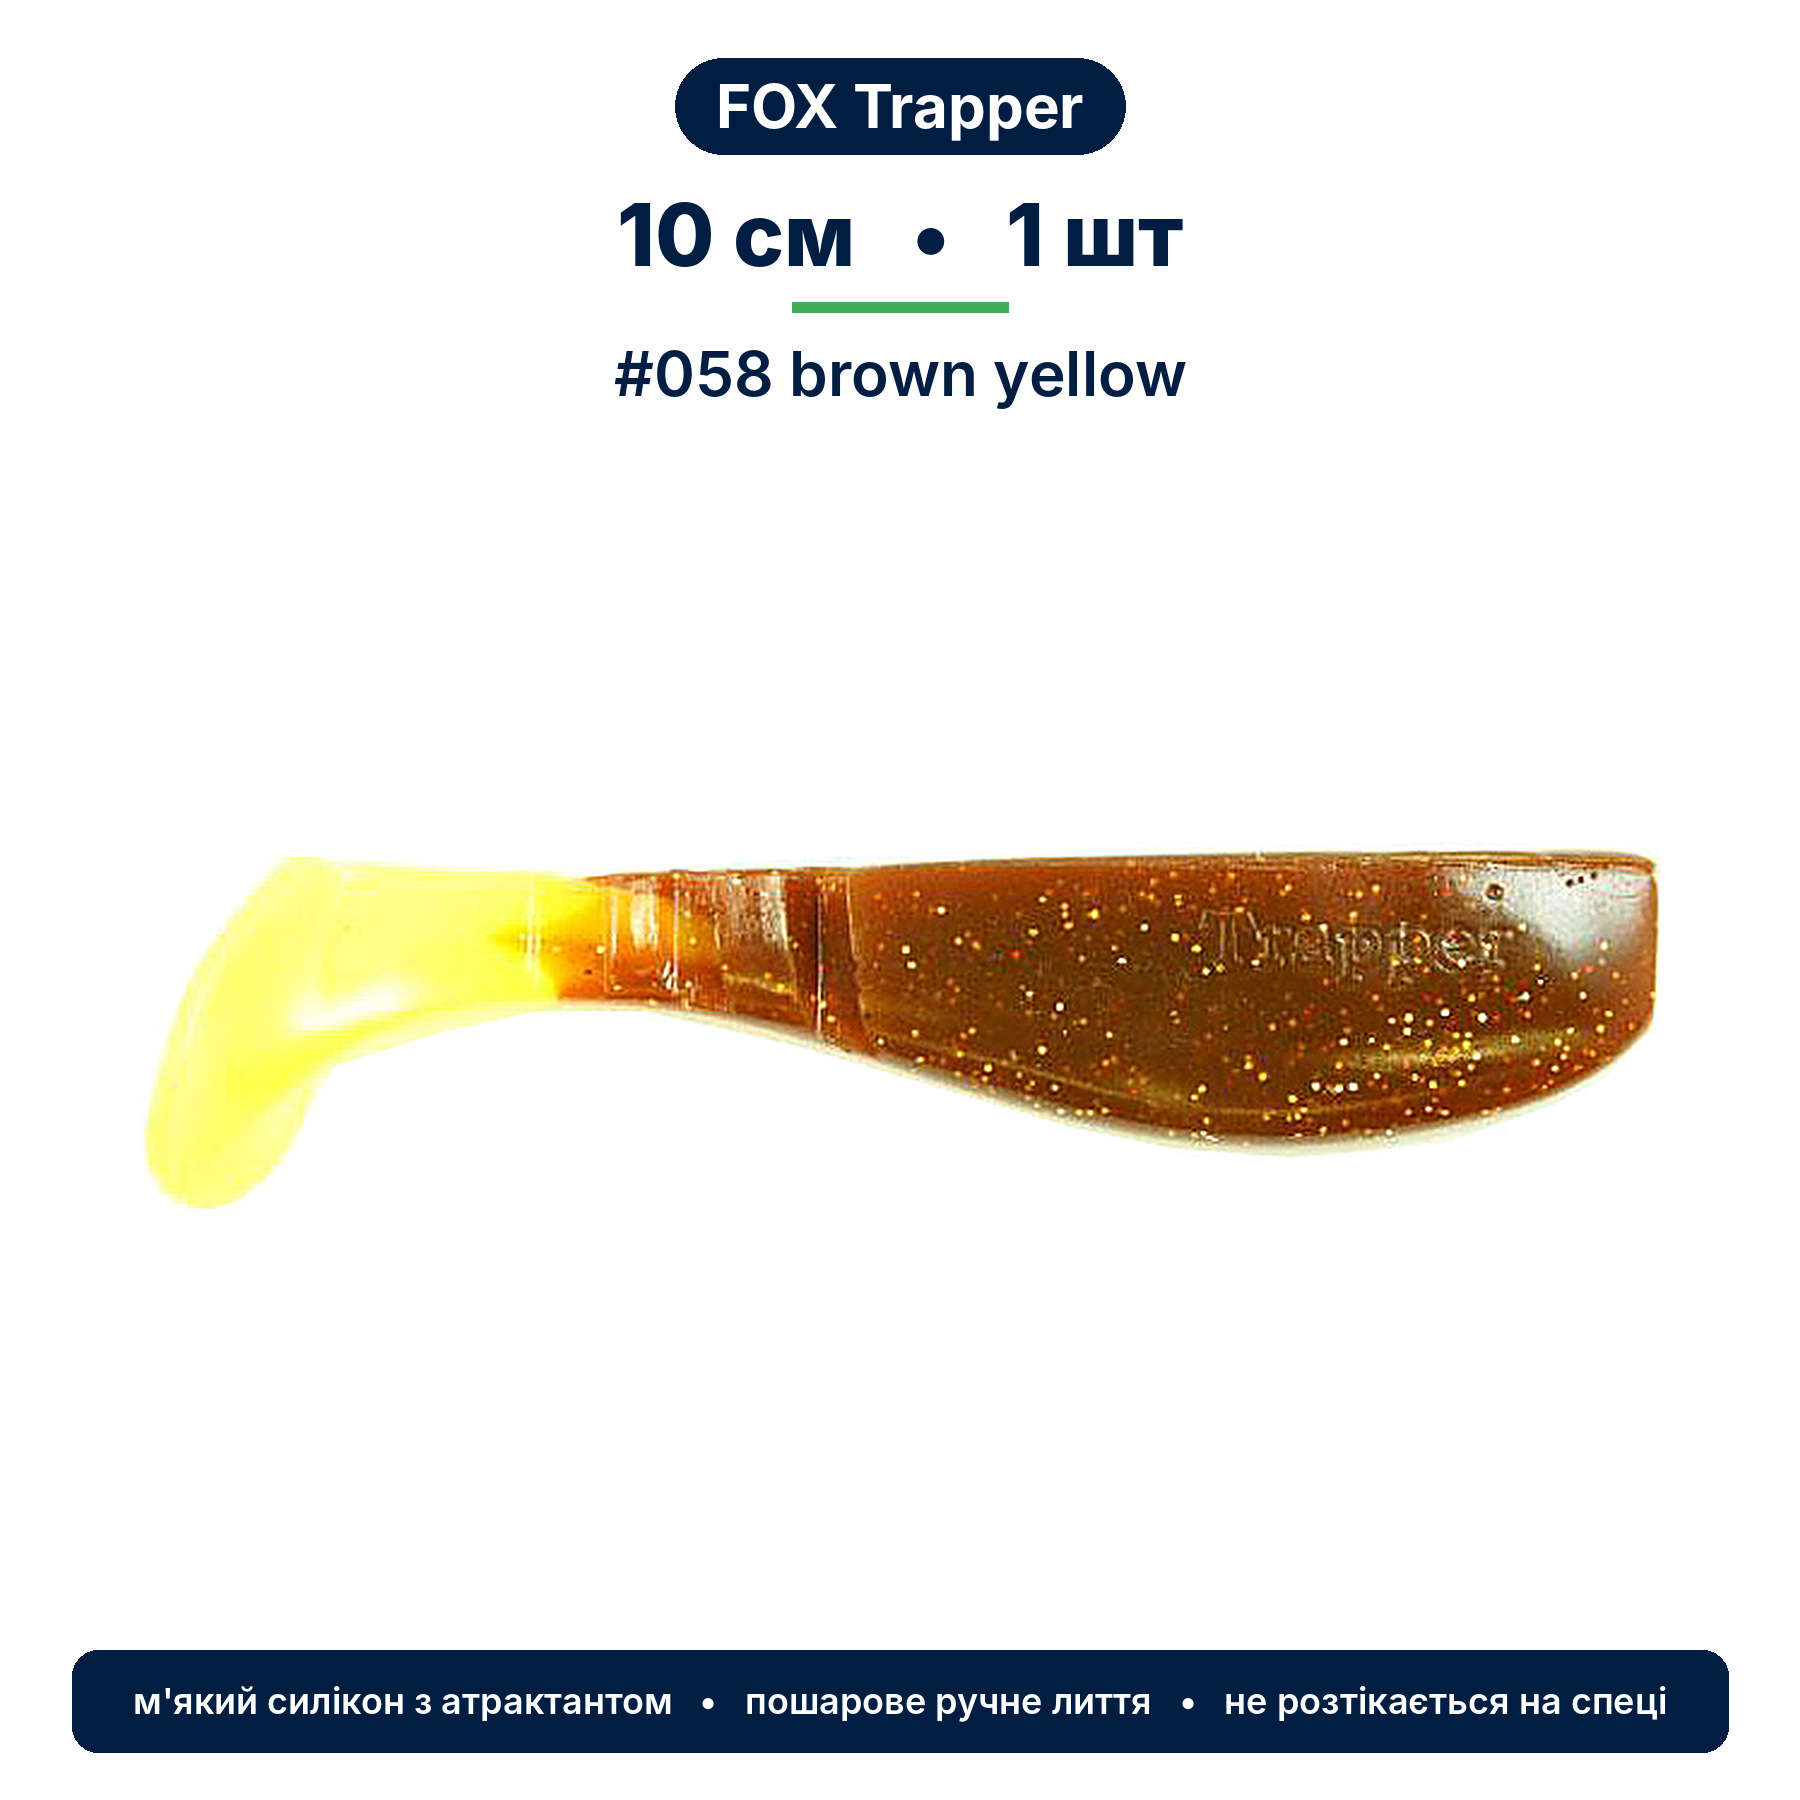 FOX Trapper
10 см • 1 шт
#058 brown yellow
Trapper
м'який силікон з атрактантом • пошарове ручне лиття • не розтікається на спеці